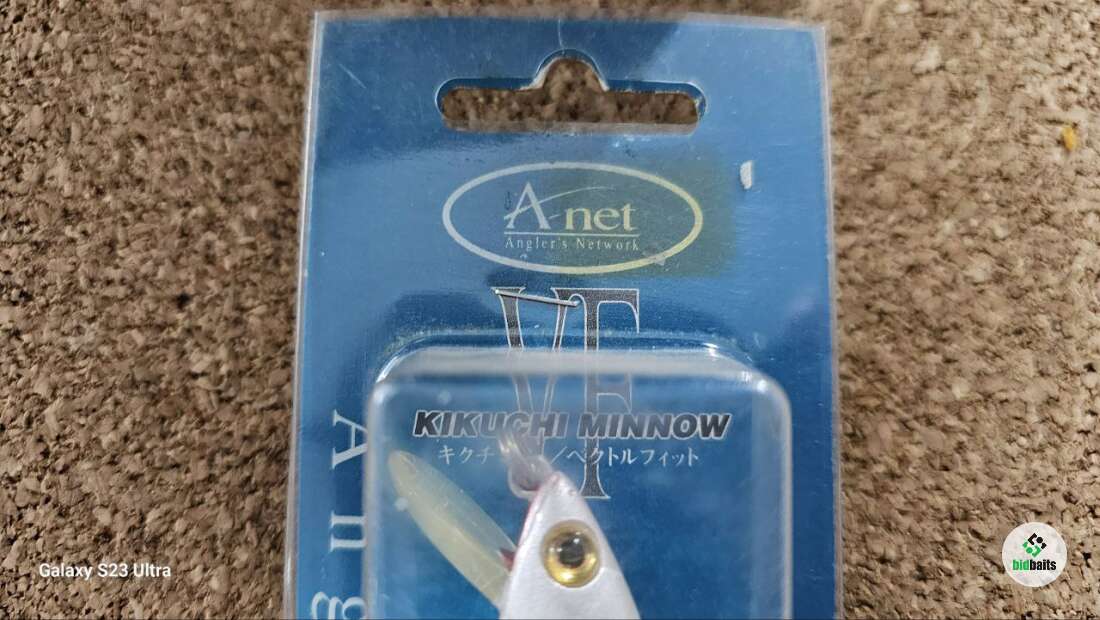 A-net
Angler's Network
VF
KIKUCHI MINNOW
キクチ /ベクトルフィット
Ang
Galaxy S23 Ultra
bidbaits